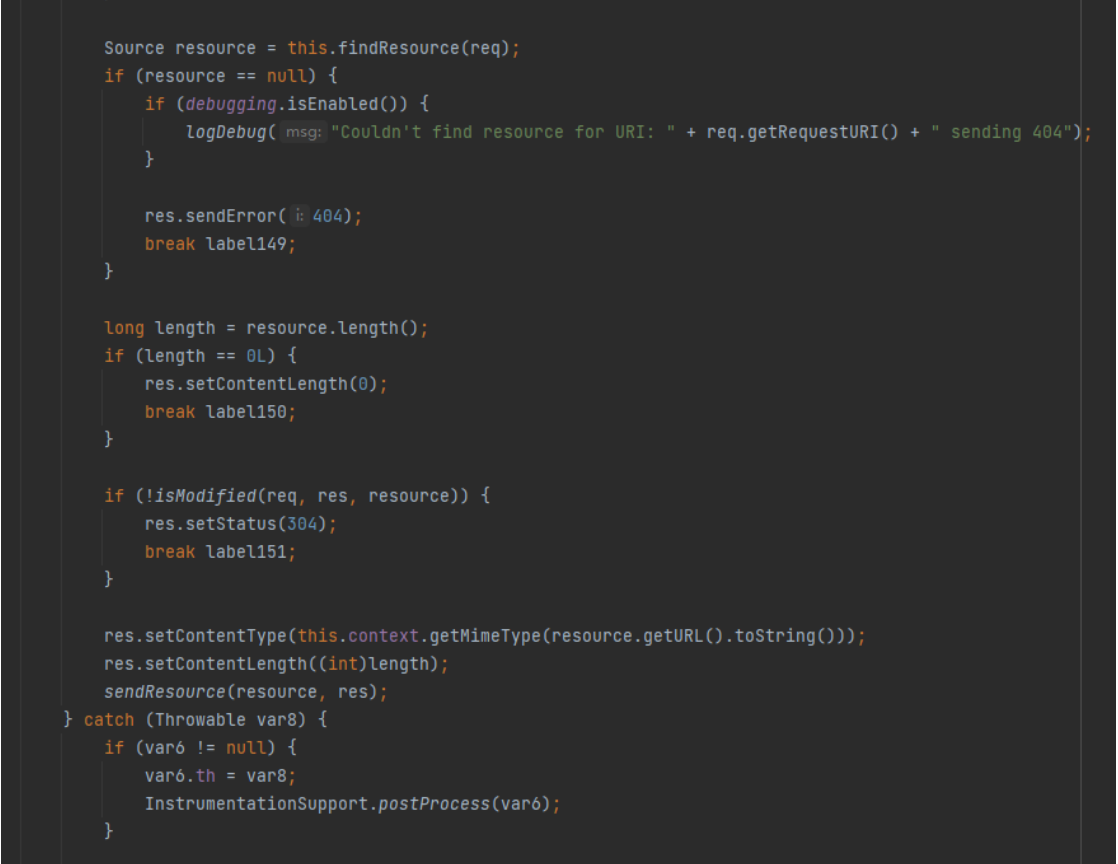 Source resource = this.findResource(req);
if (resource == null) {
if (debugging.isEnabled()) {
logDebug( msg: "Couldn't find resource for URI: " + req.getRequestURI() + " sending 404");
}
res.sendError( i: 404);
break label149;
}
long length = resource.length();
if (length == 0L) {
res.setContentLength(0);
break label150;
}
if (!isModified(req, res, resource)) {
res.setStatus(304);
break label151;
}
res.setContentType(this.context.getMimeType(resource.getURL().toString()));
res.setContentLength((int)length);
sendResource(resource, res);
} catch (Throwable var8) {
if (var6 != null) {
var6.th = var8;
InstrumentationSupport.postProcess(var6);
}